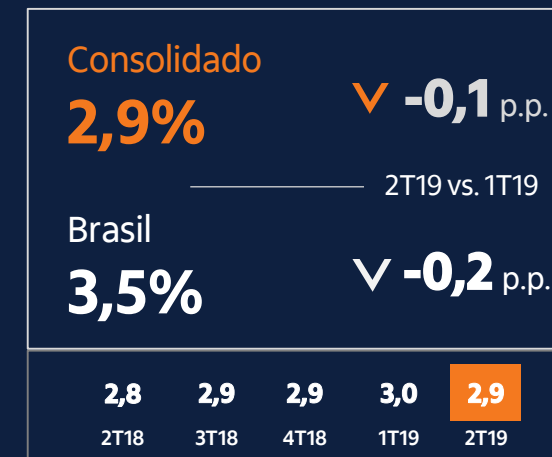 Consolidado
2,9%
-0,1 p.p.
2T19 vs. 1T19
Brasil
3,5%
-0,2 p.p.
2,8 2,9 2,9 3,0 2,9
2T18 3T18 4T18 1T19 2T19